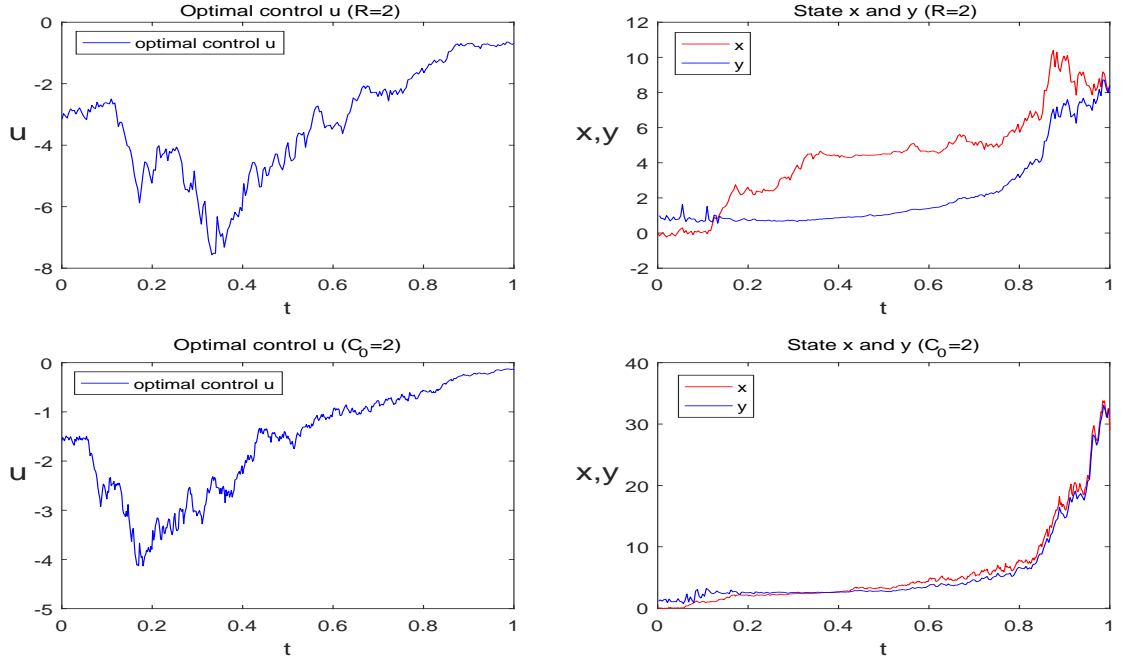 Optimal control u (R=2)
0
-2
-4
-6
-8
u
optimal control u
0 0.2 0.4 0.6 0.8 1
t
State x and y (R=2)
12
10
8
6
4
2
0
-2
x,y
x
y
0 0.2 0.4 0.6 0.8 1
t
Optimal control u (C0=2)
0
-1
-2
-3
-4
-5
u
optimal control u
0 0.2 0.4 0.6 0.8 1
t
State x and y (C0=2)
40
30
20
10
0
x,y
x
y
0 0.2 0.4 0.6 0.8 1
t